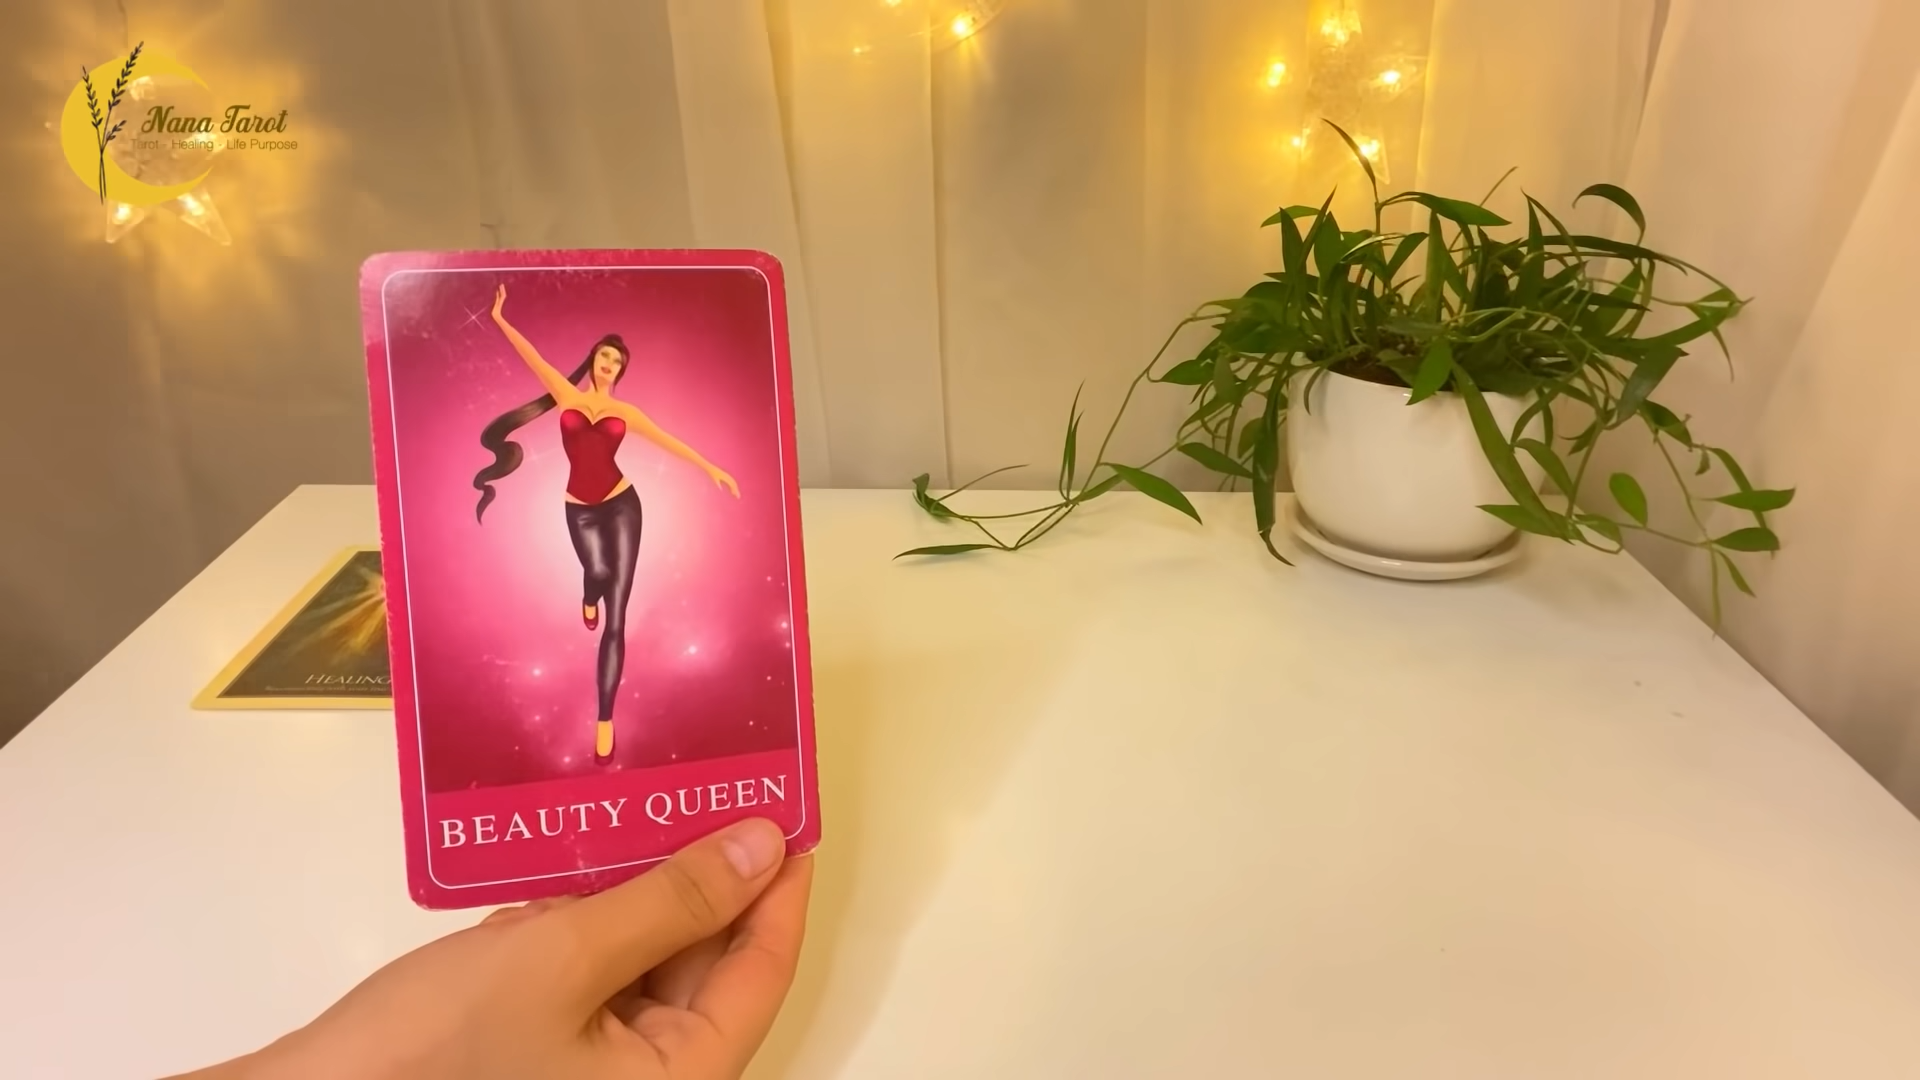 Nana Tarot
Tarot · Healing · Life Purpose
HEALING
BEAUTY QUEEN